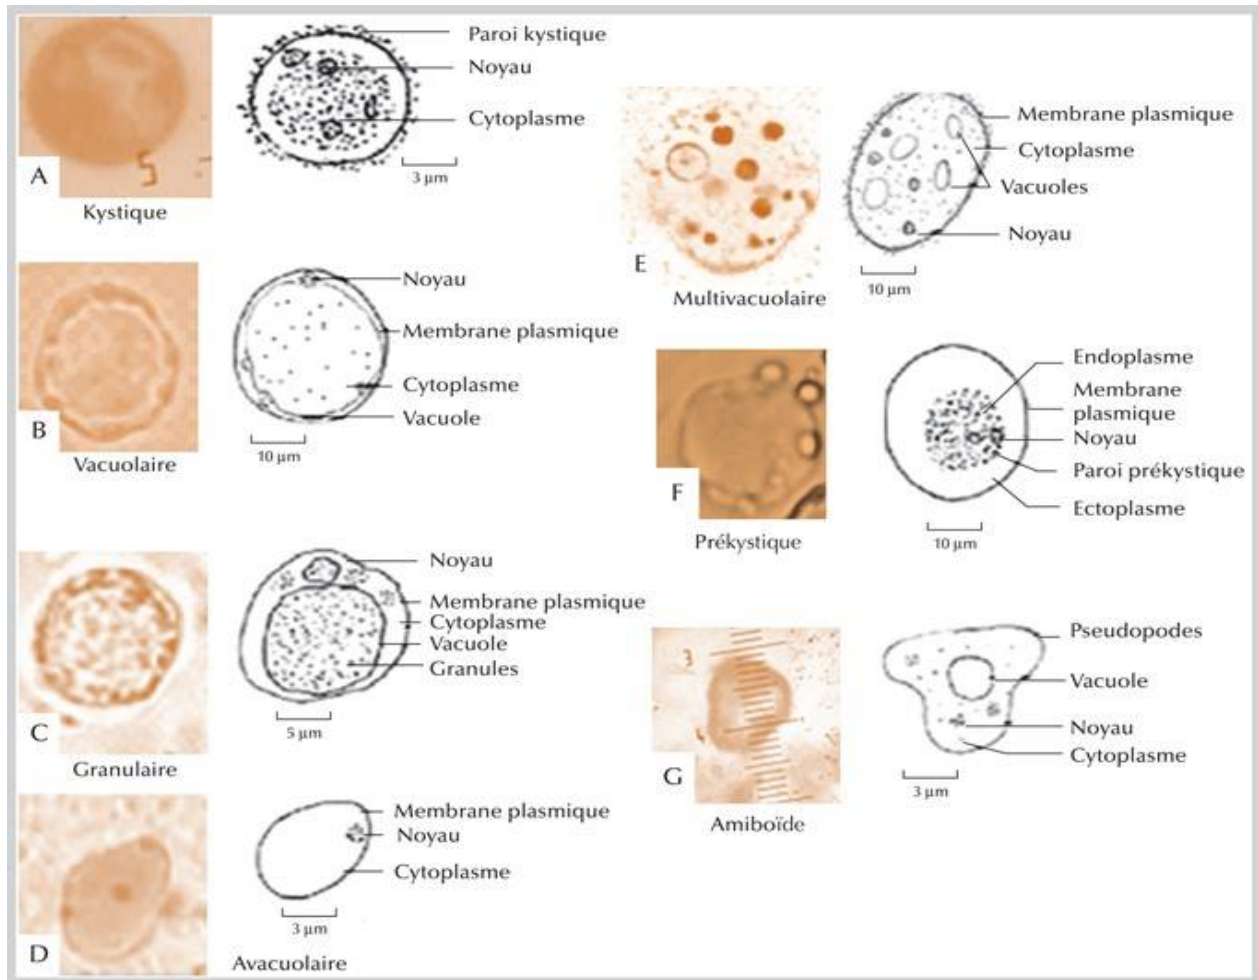 Paroi kystique
Noyau
Cytoplasme
3 µm
A
Kystique
Noyau
Membrane plasmique
Cytoplasme
Vacuole
10 µm
B
Vacuolaire
Noyau
Membrane plasmique
Cytoplasme
Vacuole
Granules
5 µm
C
Granulaire
Membrane plasmique
Noyau
Cytoplasme
3 µm
D
Avacuolaire
Membrane plasmique
Cytoplasme
Vacuoles
Noyau
10 µm
E
Multivacuolaire
Endoplasme
Membrane
plasmique
Noyau
Paroi prékystique
Ectoplasme
10 µm
F
Prékystique
Pseudopodes
Vacuole
Noyau
Cytoplasme
3 µm
G
Amiboïde